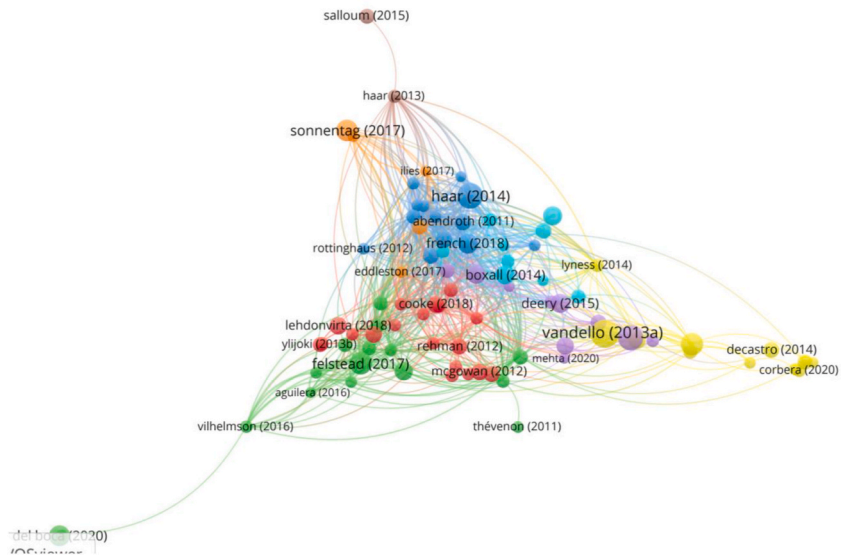 salloum (2015)
haar (2013)
sonnentag (2017)
ilies (2017)
haar (2014)
abendroth (2011)
rottinghaus (2012)
french (2018)
eddleston (2017)
boxall (2014)
lyness (2014)
cooke (2018)
deery (2015)
lehdonvirta (2018)
vandello (2013a)
ylijoki (2013b)
rehman (2012)
decastro (2014)
felstead (2017)
mcgowan (2012)
mehta (2020)
corbera (2020)
aguilera (2016)
vilhelmson (2016)
thévenon (2011)
del boca (2020)